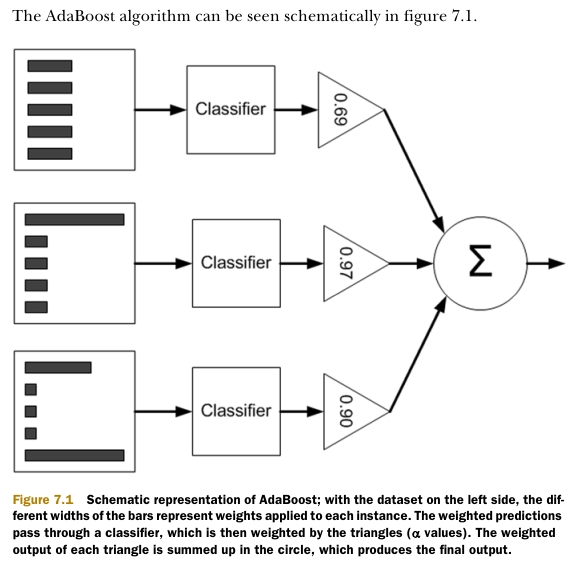 The AdaBoost algorithm can be seen schematically in figure 7.1.
Classifier
0.69
Classifier
0.97
Σ
Classifier
0.90
Figure 7.1 Schematic representation of AdaBoost; with the dataset on the left side, the dif-
ferent widths of the bars represent weights applied to each instance. The weighted predictions
pass through a classifier, which is then weighted by the triangles (α values). The weighted
output of each triangle is summed up in the circle, which produces the final output.